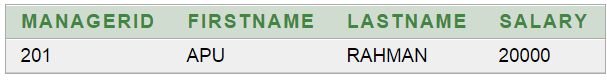 MANAGERID FIRSTNAME LASTNAME SALARY
201 APU RAHMAN 20000